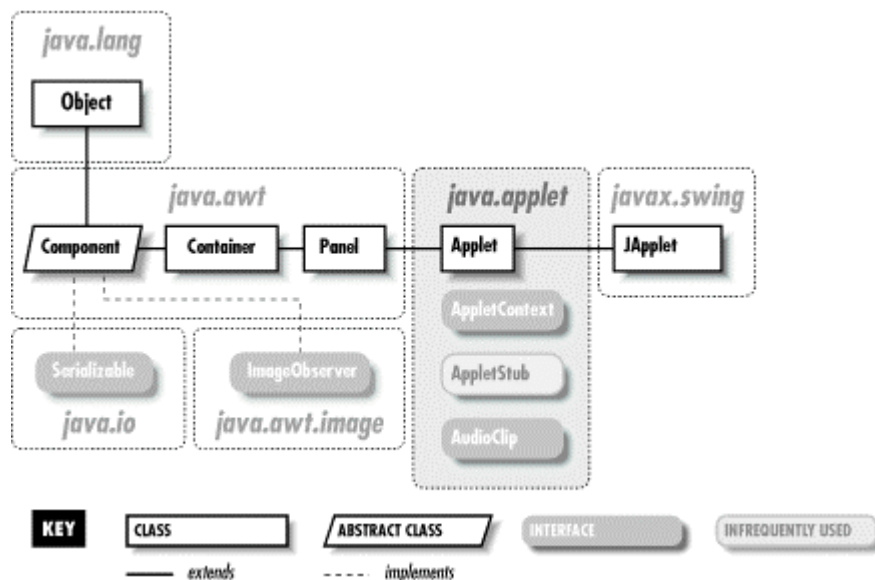 java.lang
Object
java.awt
Component
Container
Panel
java.applet
Applet
AppletContext
AppletStub
AudioClip
javax.swing
JApplet
Serializable
java.io
ImageObserver
java.awt.image
KEY
CLASS
ABSTRACT CLASS
INTERFACE
INFREQUENTLY USED
extends
implements